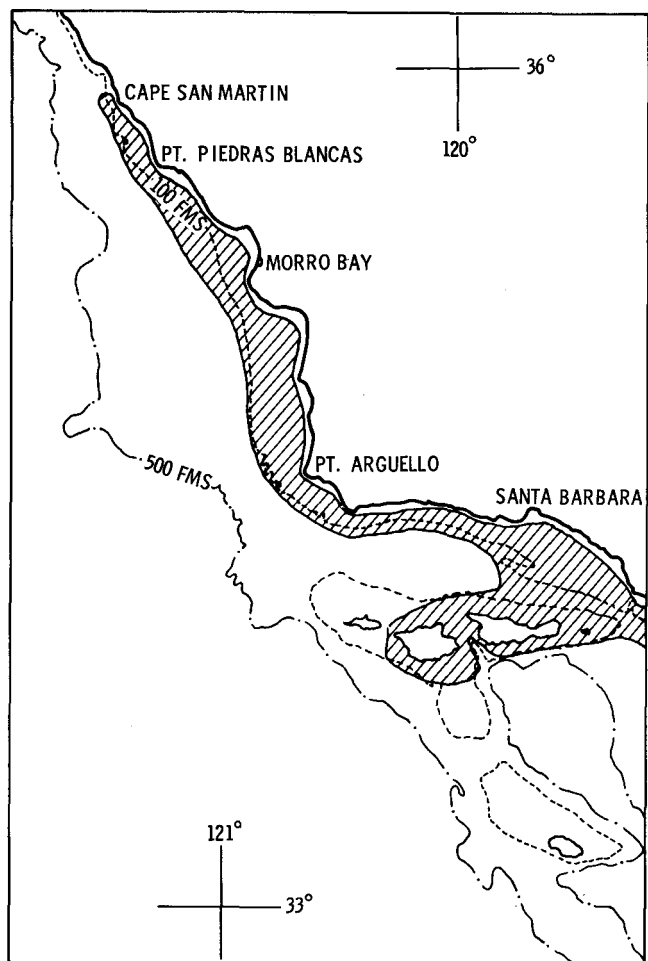 36°
CAPE SAN MARTIN
120°
PT. PIEDRAS BLANCAS
100 FMS
MORRO BAY
PT. ARGUELLO
500 FMS
SANTA BARBARA
121°
33°